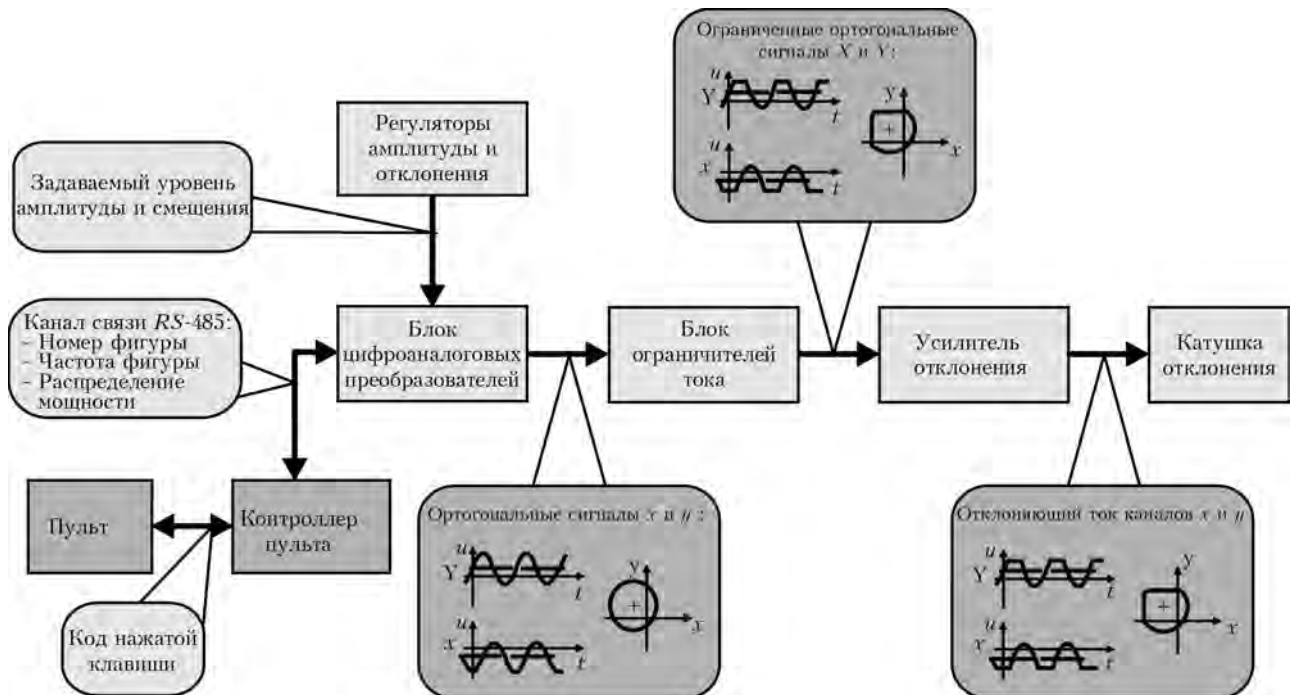 Ограниченные ортогональные
сигналы X и Y:
u
Y
t
u
x
t
y
x
Регуляторы
амплитуды и
отклонения
Задаваемый уровень
амплитуды и смещения
Канал связи RS-485:
– Номер фигуры
– Частота фигуры
– Распределение
мощности
Блок
цифроаналоговых
преобразователей
Блок
ограничителей
тока
Усилитель
отклонения
Катушка
отклонения
Пульт
Контроллер
пульта
Код нажатой
клавиши
Ортогональные сигналы x и y :
u
Y
t
u
x
t
y
x
Отклоняющий ток каналов x и y
u
Y
t
u
x
t
y
x